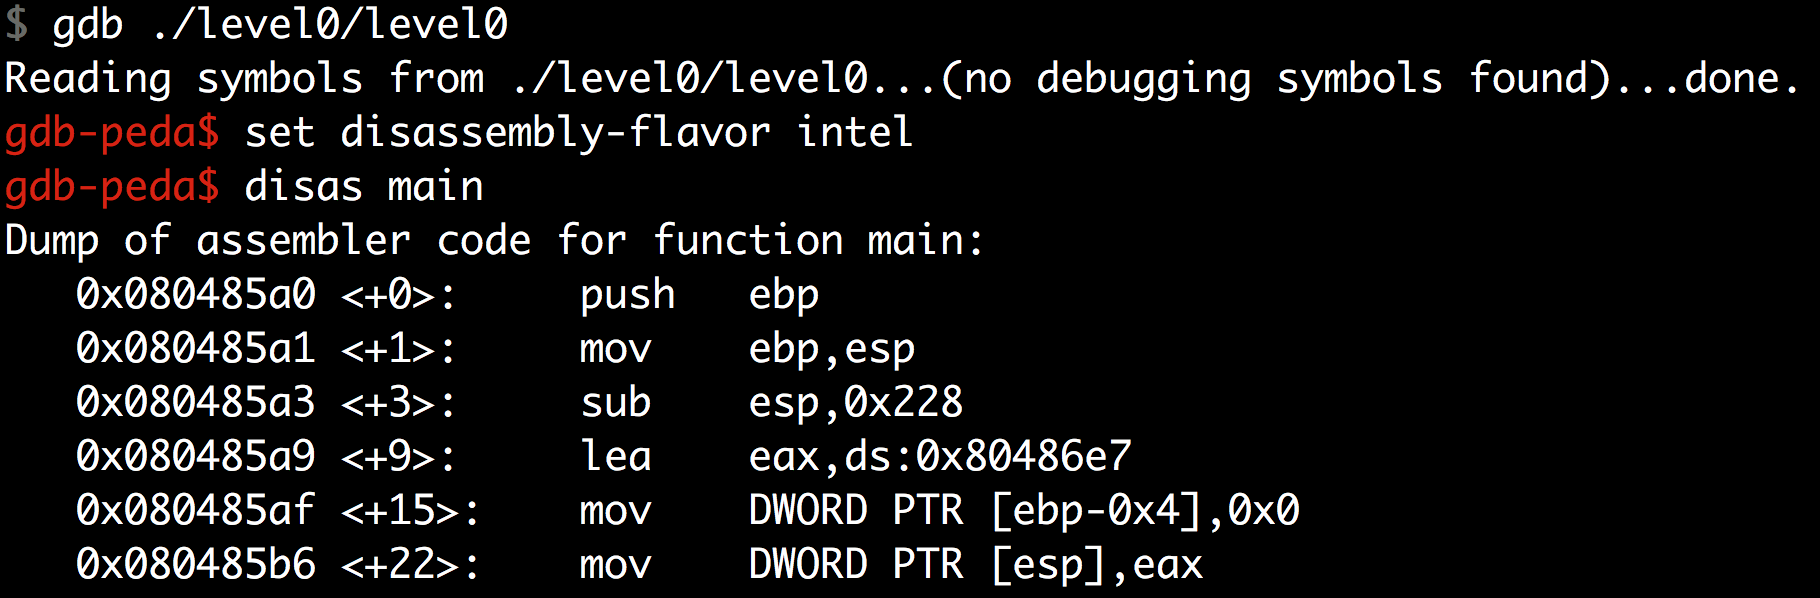 $ gdb ./level0/level0
Reading symbols from ./level0/level0...(no debugging symbols found)...done.
gdb-peda$ set disassembly-flavor intel
gdb-peda$ disas main
Dump of assembler code for function main:
   0x080485a0 <+0>:     push   ebp
   0x080485a1 <+1>:     mov    ebp,esp
   0x080485a3 <+3>:     sub    esp,0x228
   0x080485a9 <+9>:     lea    eax,ds:0x80486e7
   0x080485af <+15>:    mov    DWORD PTR [ebp-0x4],0x0
   0x080485b6 <+22>:    mov    DWORD PTR [esp],eax